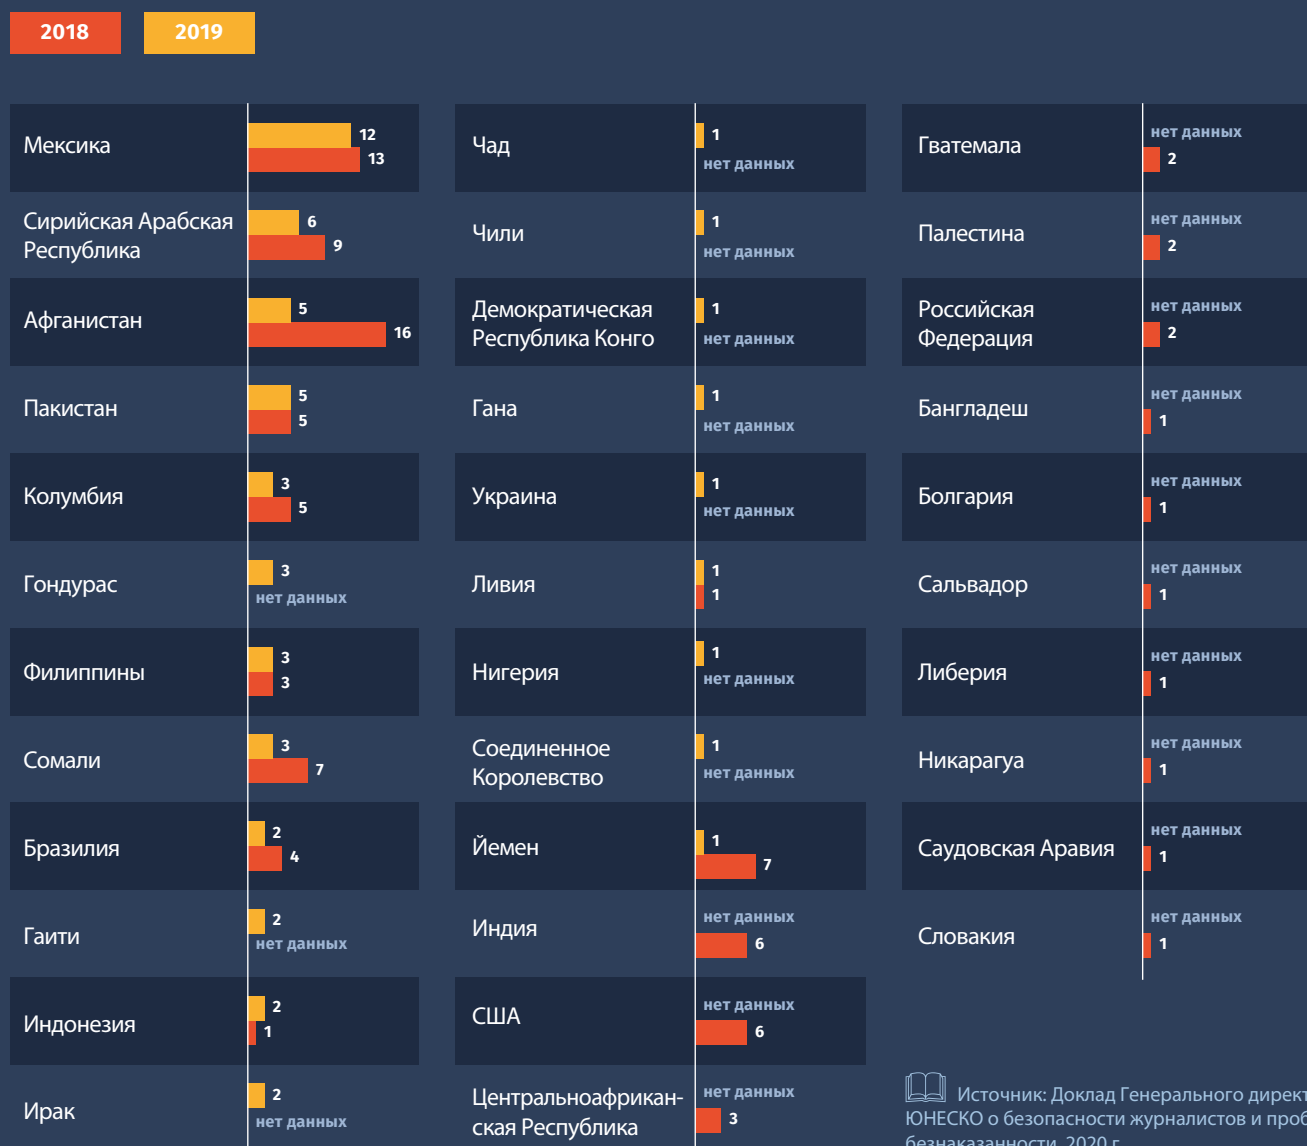 2018 2019
Мексика
12
13
Сирийская Арабская
Республика
6
9
Афганистан
5
16
Пакистан
5
5
Колумбия
3
5
Гондурас
3
нет данных
Филиппины
3
3
Сомали
3
7
Бразилия
2
4
Гаити
2
нет данных
Индонезия
2
1
Ирак
2
нет данных
Чад
1
нет данных
Чили
1
нет данных
Демократическая
Республика Конго
1
нет данных
Гана
1
нет данных
Украина
1
нет данных
Ливия
1
1
Нигерия
1
нет данных
Соединенное
Королевство
1
нет данных
Йемен
1
7
Индия
нет данных
6
США
нет данных
6
Центральноафрикан-
ская Республика
нет данных
3
Гватемала
нет данных
2
Палестина
нет данных
2
Российская
Федерация
нет данных
2
Бангладеш
нет данных
1
Болгария
нет данных
1
Сальвадор
нет данных
1
Либерия
нет данных
1
Никарагуа
нет данных
1
Саудовская Аравия
нет данных
1
Словакия
нет данных
1
Источник: Доклад Генерального
ЮНЕСКО о безопасности журналистов и
безнаказанности, 2020 г.